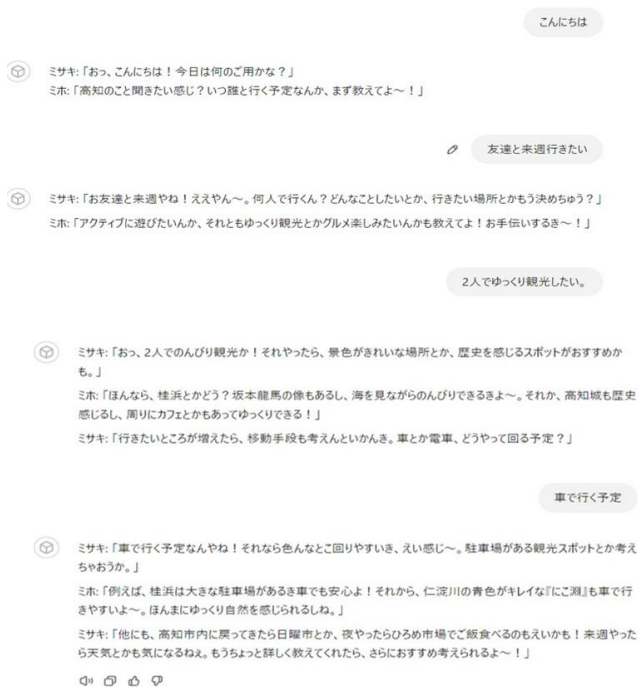 こんにちは
ミサキ:「おっ、こんにちは！今日は何のご用かな？」
ミホ:「高知のこと聞きたい感じ？いつ誰と行く予定なんか、まず教えてよ～！」
友達と来週行きたい
ミサキ:「お友達と来週やね！ええやん～。何人で行くん？どんなことしたいとか、行きたい場所とかもう決めちゅう？」
ミホ:「アクティブに遊びたいんか、それともゆっくり観光とかグルメ楽しみたいんかも教えてよ！お手伝いするき～！」
2人でゆっくり観光したい。
ミサキ:「おっ、2人でのんびり観光か！それやったら、景色がきれいな場所とか、歴史を感じるスポットがおすすめか
も。」
ミホ:「ほんなら、桂浜とかどう？坂本龍馬の像もあるし、海を見ながらのんびりできるきよ～。それか、高知城も歴史
感じるし、周りにカフェとかもあってゆっくりできる！」
ミサキ:「行きたいところが増えたら、移動手段も考えんといかんき。車とか電車、どうやって回る予定？」
車で行く予定
ミサキ:「車で行く予定なんやね！それなら色んなとこ回りやすいき、えい感じ～。駐車場がある観光スポットとか考え
ちゃおうか。」
ミホ:「例えば、桂浜は大きな駐車場があるき車でも安心よ！それから、仁淀川の青色がキレイな『にこ淵』も車で行
きやすいよ～。ほんまにゆっくり自然を感じられるしね。」
ミサキ:「他にも、高知市内に戻ってきたら日曜市とか、夜やったらひろめ市場でご飯食べるのもえいかも！来週やった
ら天気とかも気になるねぇ。もうちょっと詳しく教えてくれたら、さらにおすすめ考えられるよ～！」